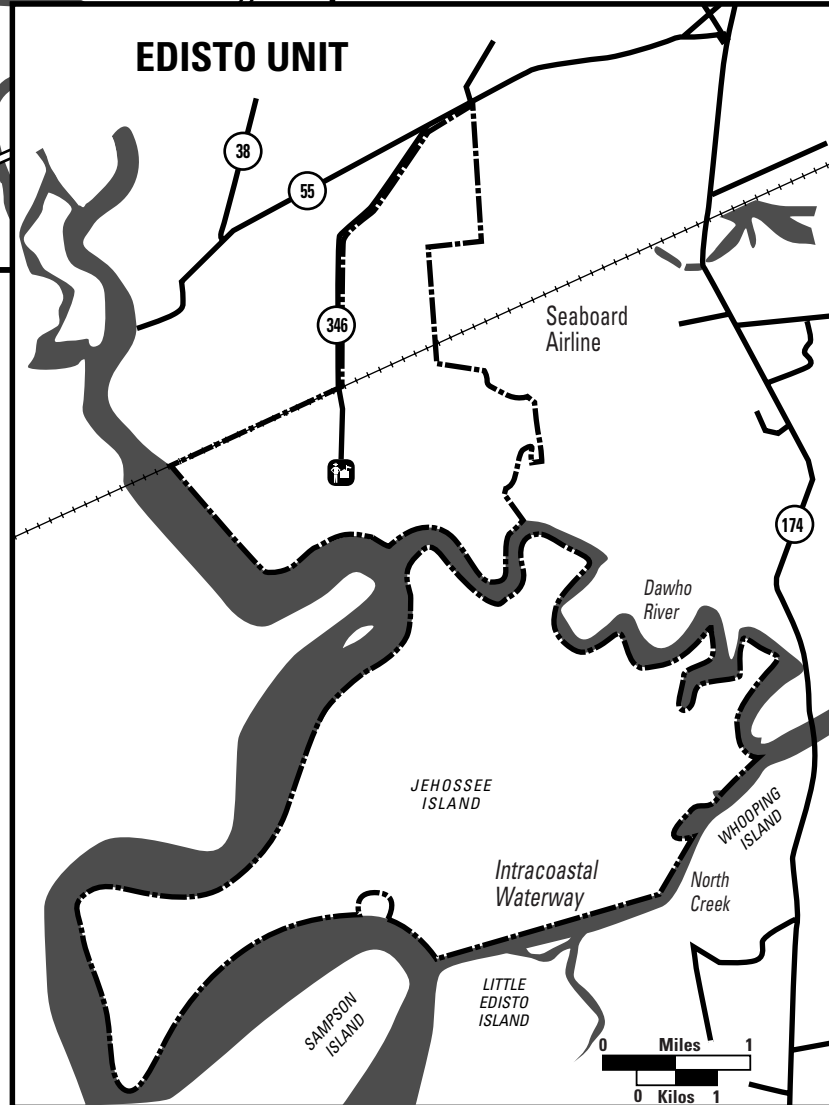 EDISTO UNIT
38
55
346
Seaboard
Airline
174
Dawho
River
JEHOSSEE
ISLAND
WHOOPING
ISLAND
Intracoastal
Waterway
North
Creek
LITTLE
EDISTO
ISLAND
SAMPSON
ISLAND
0 Miles 1
0 Kilos 1